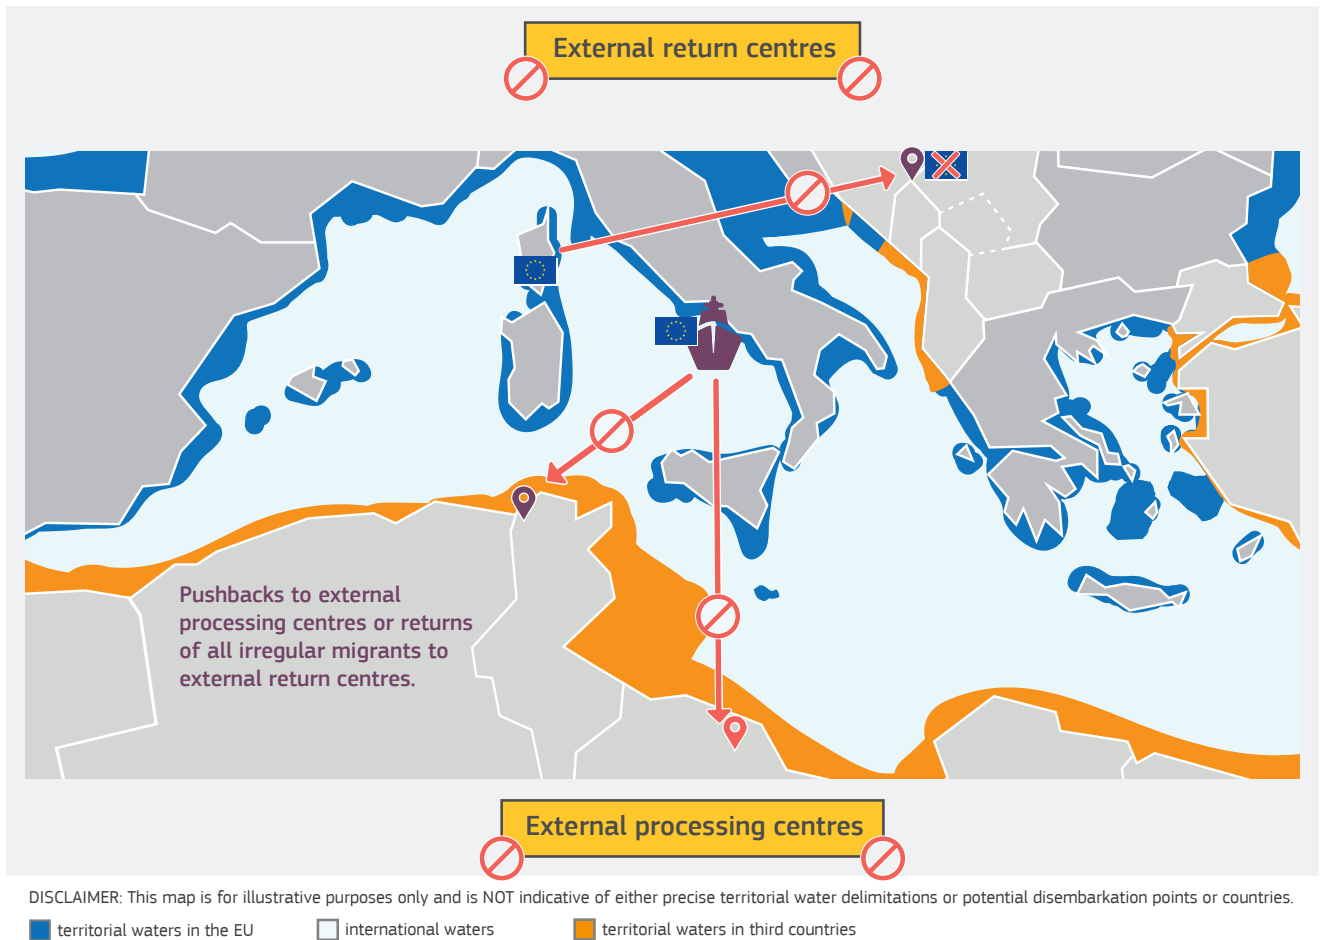 External return centres
Pushbacks to external
processing centres or returns
of all irregular migrants to
external return centres.
External processing centres
DISCLAIMER: This map is for illustrative purposes only and is NOT indicative of either precise territorial water delimitations or potential disembarkation points or countries.
territorial waters in the EU
international waters
territorial waters in third countries